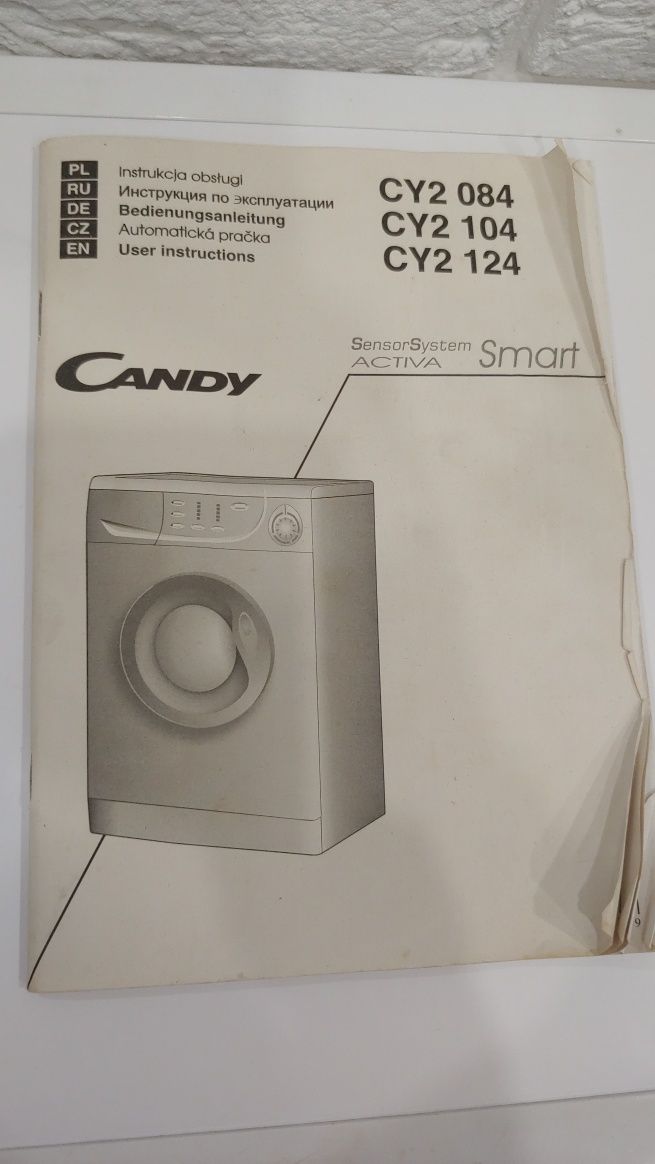 PL Instrukcja obsługi
RU Инструкция по эксплуатации
DE Bedienungsanleitung
CZ Automatická pračka
EN User instructions
CY2 084
CY2 104
CY2 124
CANDY
SensorSystem
ACTIVA
Smart
9